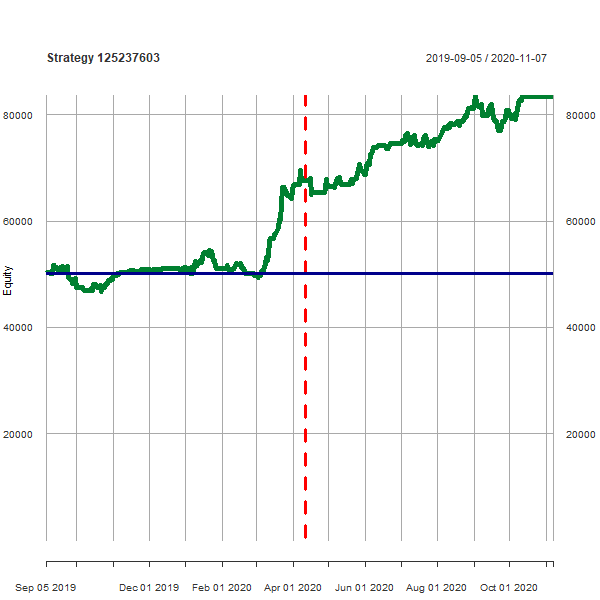 Strategy 125237603
2019-09-05 / 2020-11-07
80000
80000
60000
60000
Equity
40000
40000
20000
20000
Sep 05 2019
Dec 01 2019
Feb 01 2020
Apr 01 2020
Jun 01 2020
Aug 01 2020
Oct 01 2020